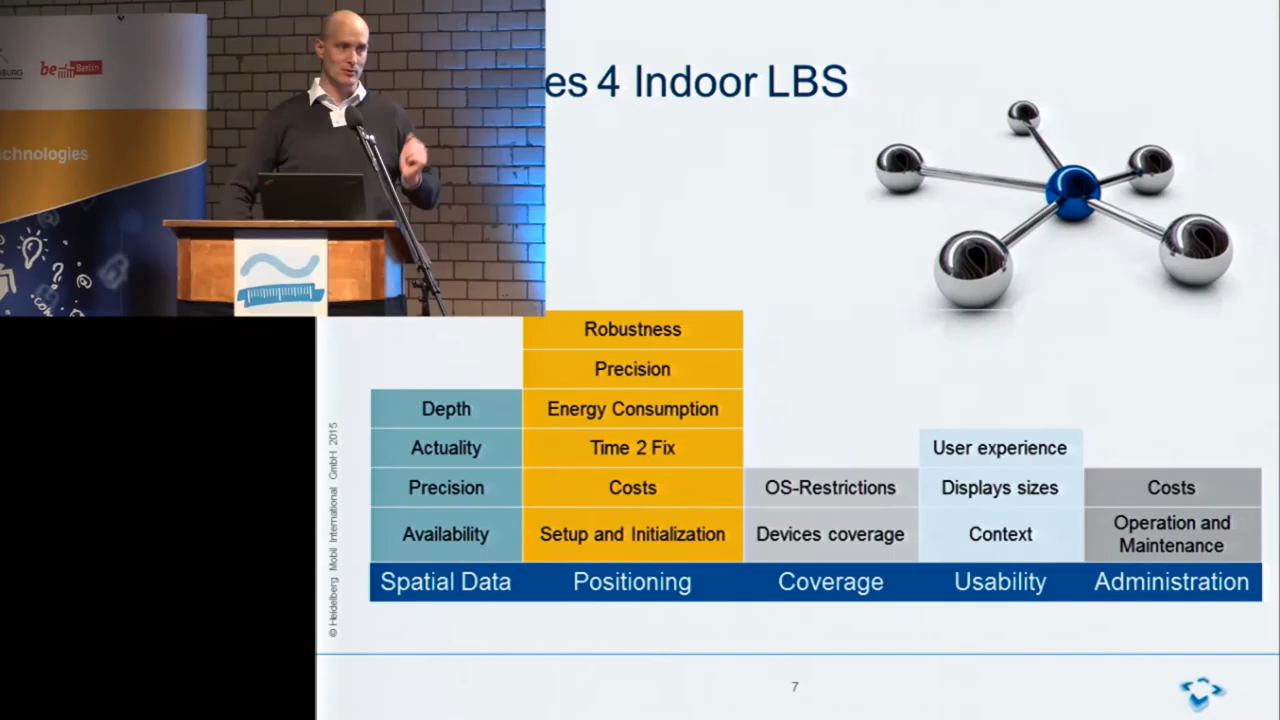 BURG
be Berlin
echnologies
.com
es 4 Indoor LBS
Robustness
Precision
Depth
Energy Consumption
Actuality
Time 2 Fix
User experience
Precision
Costs
OS-Restrictions
Displays sizes
Costs
Availability
Setup and Initialization
Devices coverage
Context
Operation and
Maintenance
Spatial Data
Positioning
Coverage
Usability
Administration
© Heidelberg Mobil International GmbH 2015
7